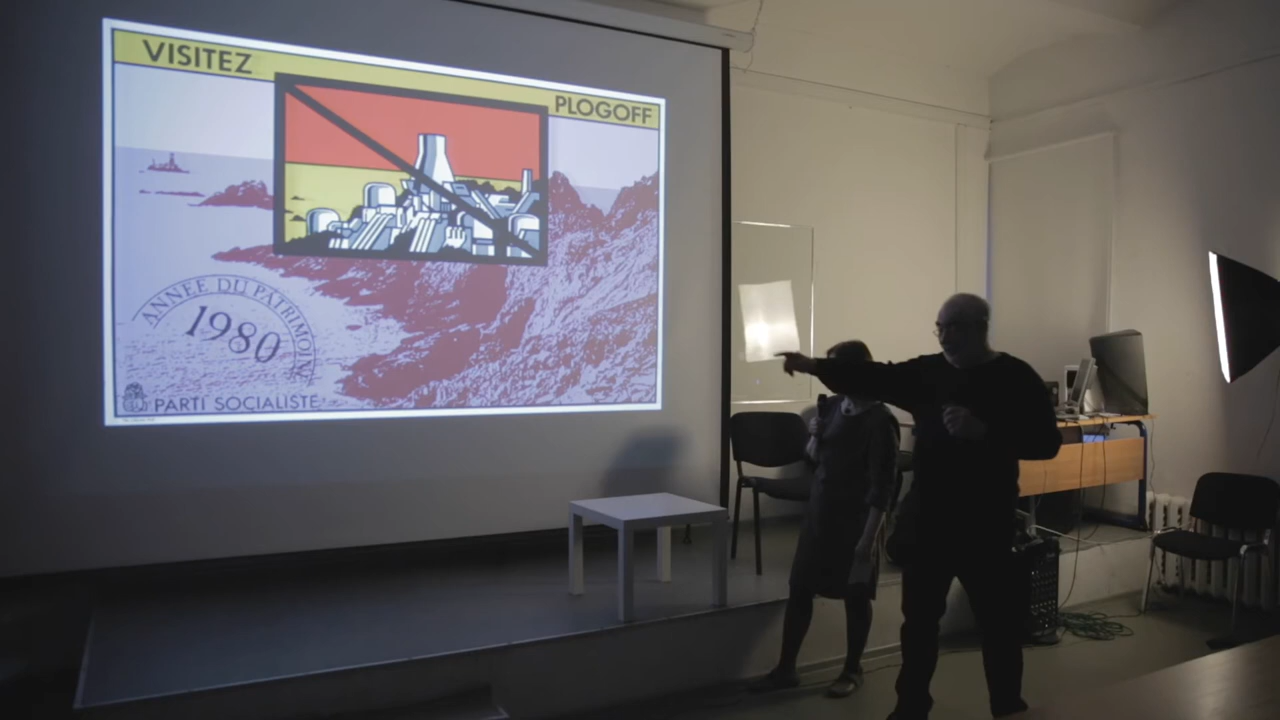 VISITEZ
PLOGOFF
ANNEE DU PATRIMOINE
1980
PARTI SOCIALISTE